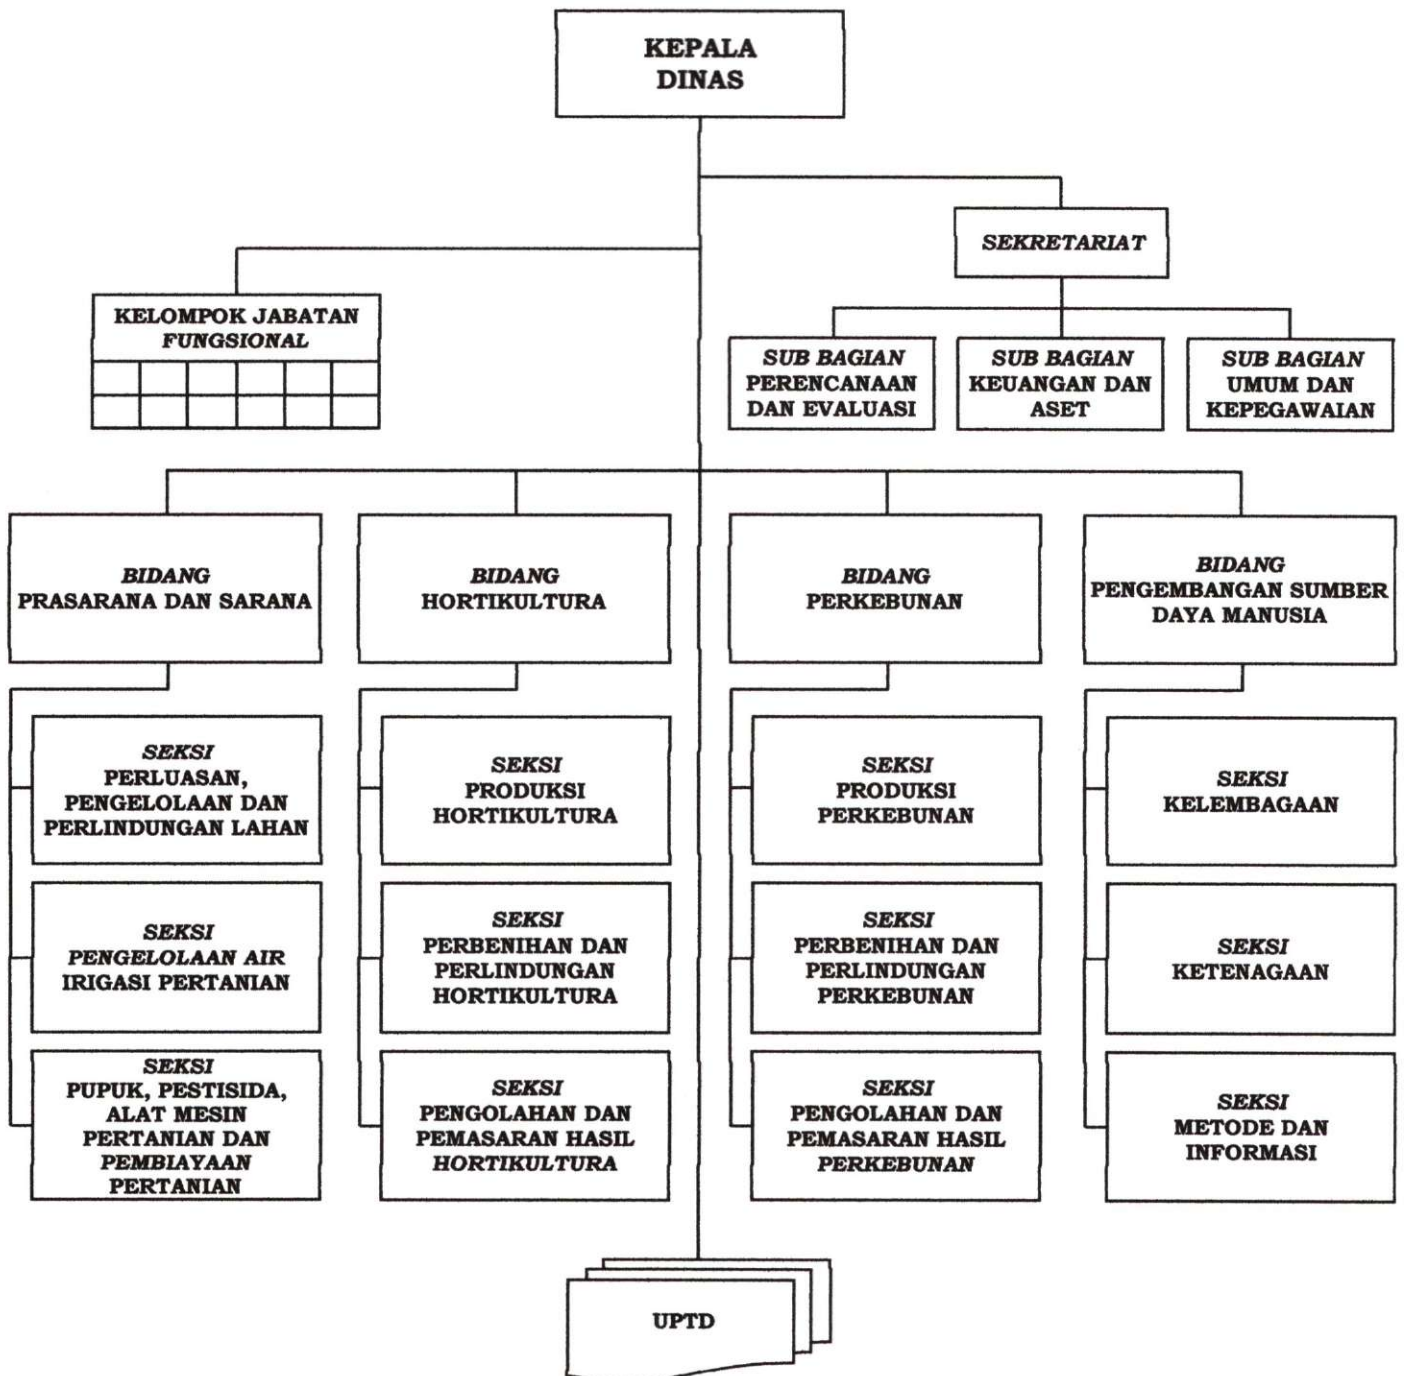 KEPALA
DINAS
SEKRETARIAT
KELOMPOK JABATAN
FUNGSIONAL
SUB BAGIAN
PERENCANAAN
DAN EVALUASI
SUB BAGIAN
KEUANGAN DAN
ASET
SUB BAGIAN
UMUM DAN
KEPEGAWAIAN
BIDANG
PRASARANA DAN SARANA
BIDANG
HORTIKULTURA
BIDANG
PERKEBUNAN
BIDANG
PENGEMBANGAN SUMBER
DAYA MANUSIA
SEKSI
PERLUASAN,
PENGELOLAAN DAN
PERLINDUNGAN LAHAN
SEKSI
PRODUKSI
HORTIKULTURA
SEKSI
PRODUKSI
PERKEBUNAN
SEKSI
KELEMBAGAAN
SEKSI
PENGELOLAAN AIR
IRIGASI PERTANIAN
SEKSI
PERBENIHAN DAN
PERLINDUNGAN
HORTIKULTURA
SEKSI
PERBENIHAN DAN
PERLINDUNGAN
PERKEBUNAN
SEKSI
KETENAGAAN
SEKSI
PUPUK, PESTISIDA,
ALAT MESIN
PERTANIAN DAN
PEMBIAYAAN
PERTANIAN
SEKSI
PENGOLAHAN DAN
PEMASARAN HASIL
HORTIKULTURA
SEKSI
PENGOLAHAN DAN
PEMASARAN HASIL
PERKEBUNAN
SEKSI
METODE DAN
INFORMASI
UPTD